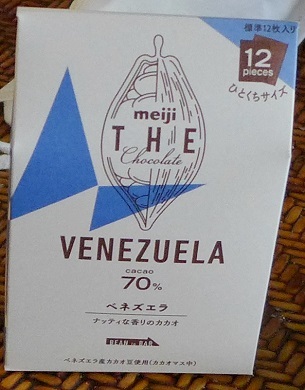 標準12枚入り
12
pieces
ひとくちサイズ
meiji
THE
Chocolate
VENEZUELA
cacao
70%
ベネズエラ
ナッティな香りのカカオ
BEAN to BAR
ベネズエラ産カカオ豆使用(カカオマス中)